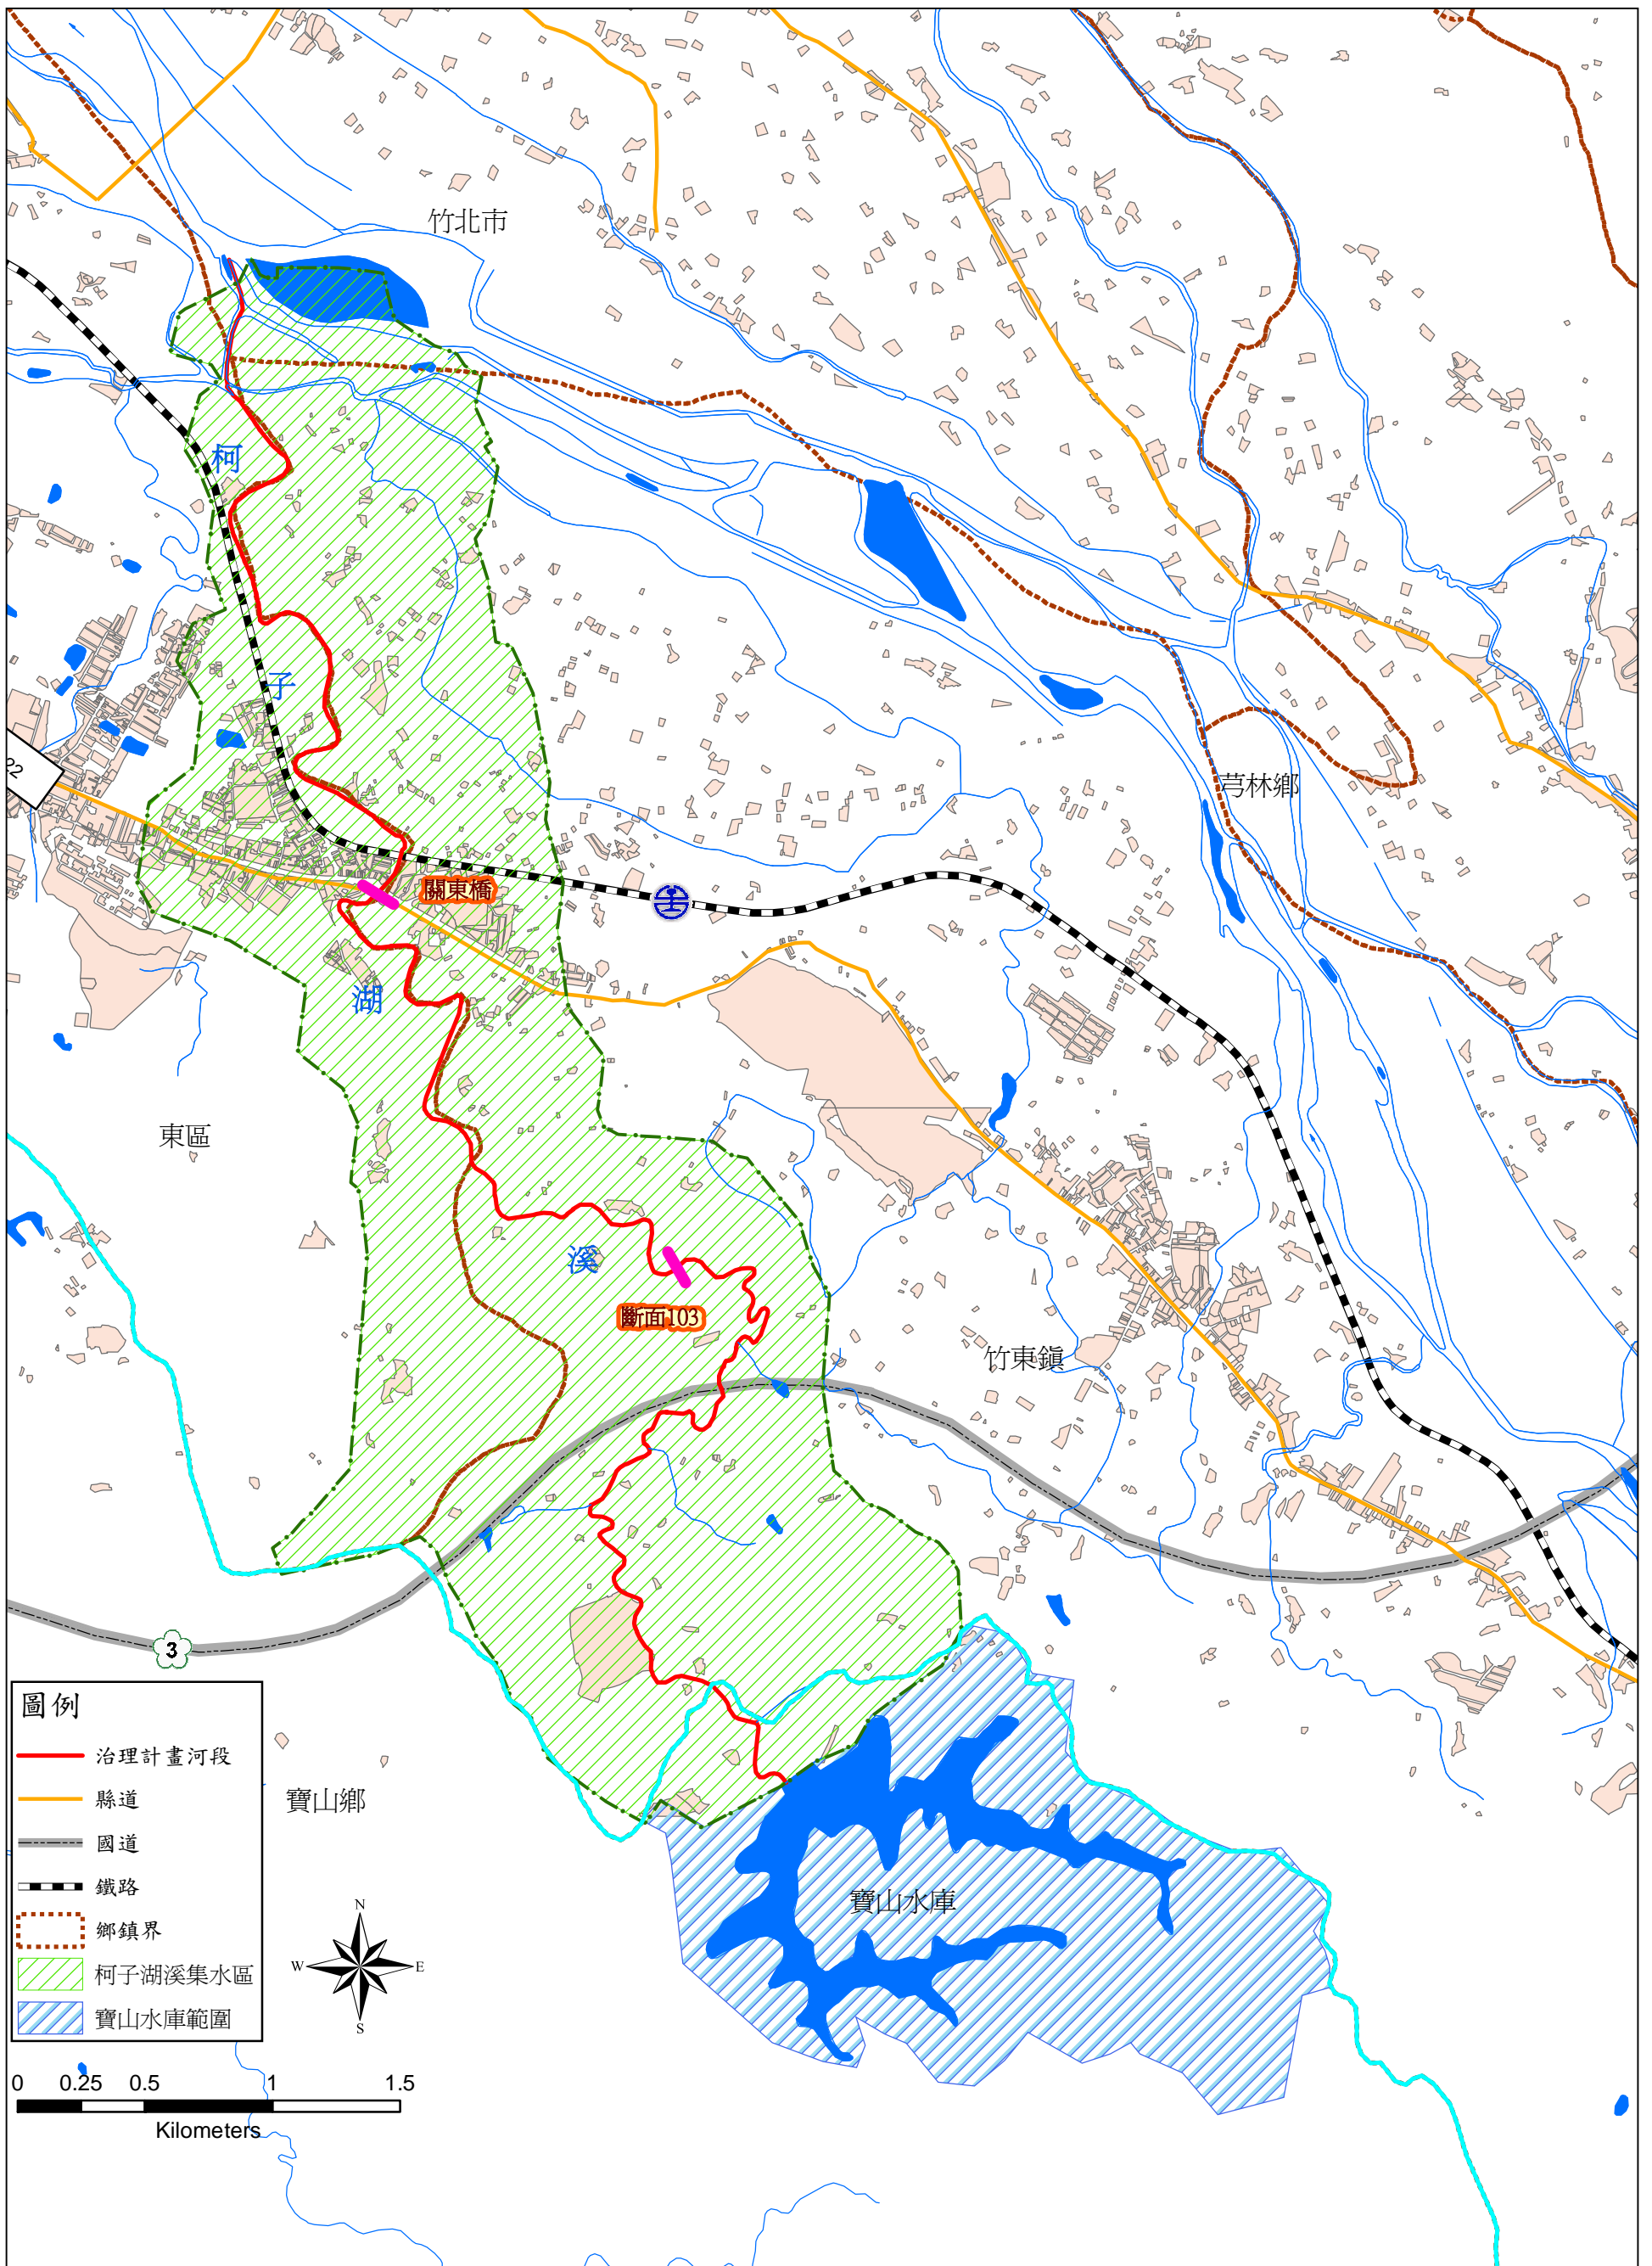 竹北市
柯
子
22
芎林鄉
關東橋
湖
東區
溪
斷面103
竹東鎮
3
圖例
治理計畫河段
縣道
國道
鐵路
鄉鎮界
柯子湖溪集水區
寶山水庫範圍
寶山鄉
寶山水庫
N
W
E
S
0 0.25 0.5 1 1.5
Kilometers